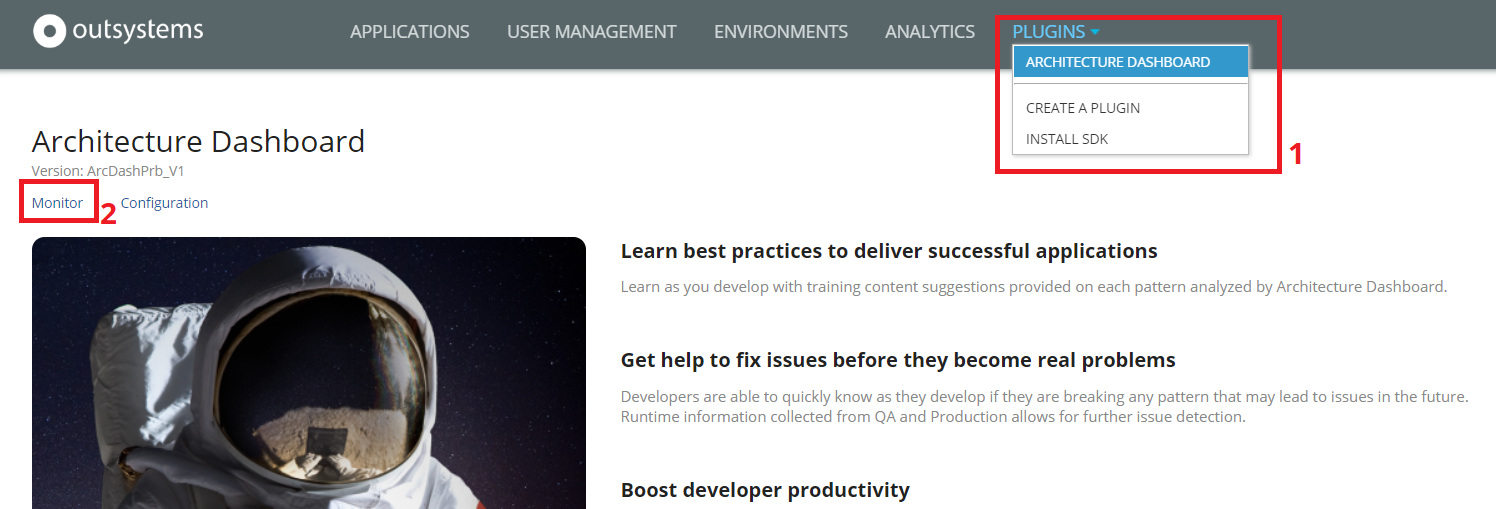 outsystems APPLICATIONS USER MANAGEMENT ENVIRONMENTS ANALYTICS PLUGINS
ARCHITECTURE DASHBOARD
CREATE A PLUGIN
INSTALL SDK
1
Architecture Dashboard
Version: ArcDashPrb_V1
Monitor 2 Configuration
Learn best practices to deliver successful applications
Learn as you develop with training content suggestions provided on each pattern analyzed by Architecture Dashboard.
Get help to fix issues before they become real problems
Developers are able to quickly know as they develop if they are breaking any pattern that may lead to issues in the future.
Runtime information collected from QA and Production allows for further issue detection.
Boost developer productivity